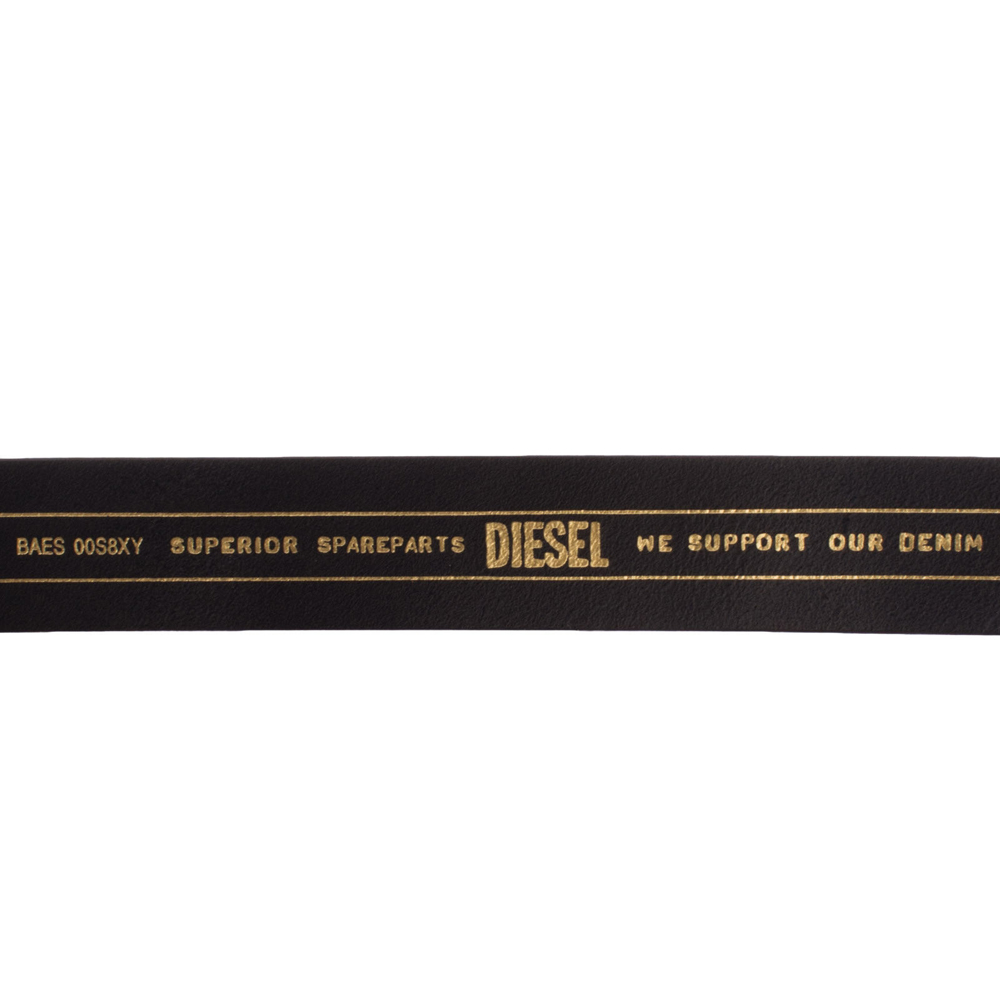 BAES 00S8XY SUPERIOR SPAREPARTS DIESEL WE SUPPORT OUR DENIM